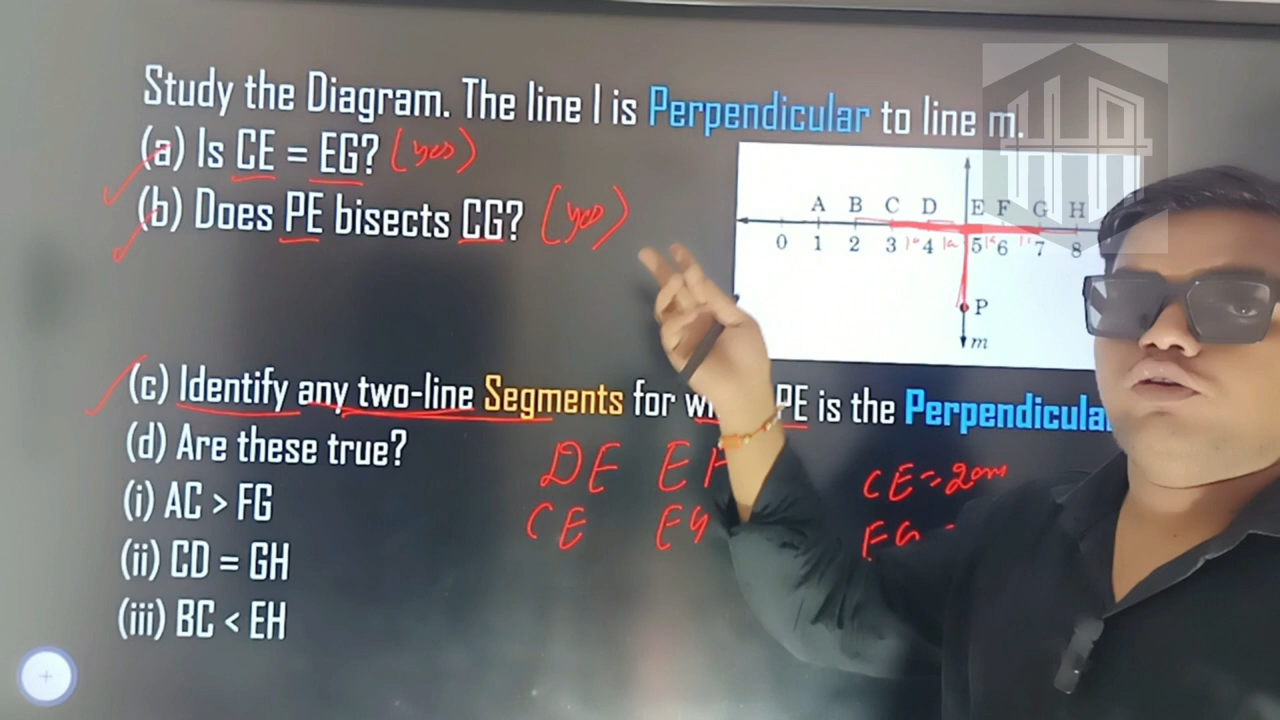 Study the Diagram. The line l is Perpendicular to line m.
(a) Is CE = EG? (yes)
(b) Does PE bisects CG? (yes)
A B C D E F G H
0 1 2 3 4 5 6 7 8
P
m
(c) Identify any two-line Segments for PE is the
(d) Are these true?
DE
CE = 2cm
(i) AC > FG
CE EG
(ii) CD = GH
(iii) BC < EH